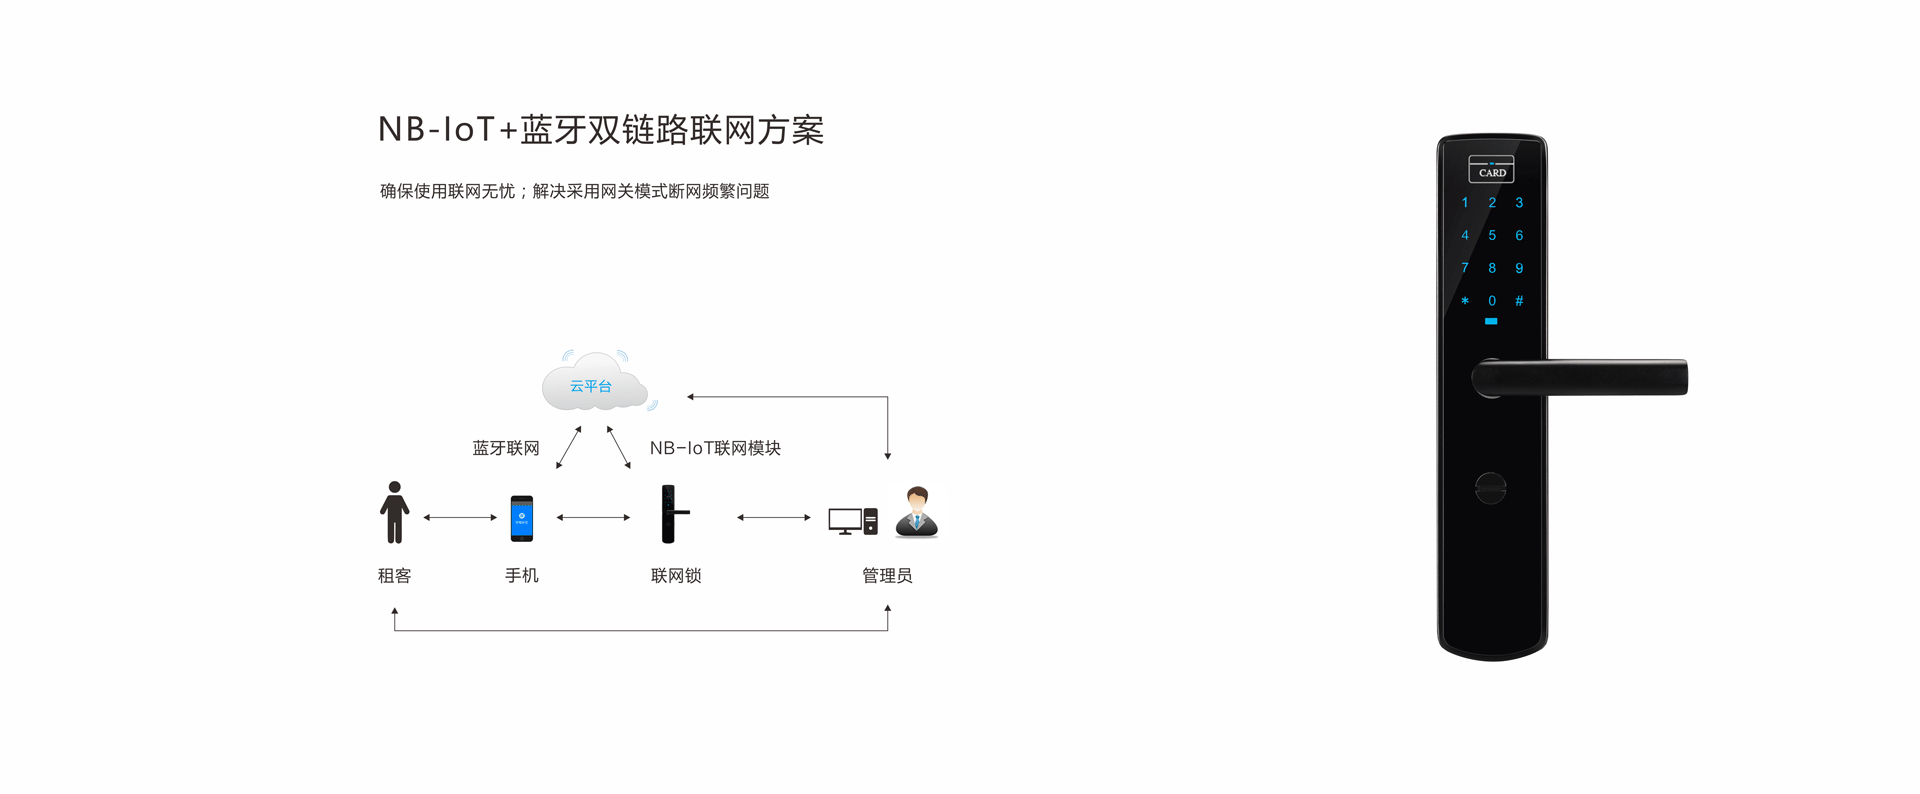 NB-IoT+蓝牙双链路联网方案
确保使用联网无忧；解决采用网关模式断网频繁问题
云平台
蓝牙联网
NB-IoT联网模块
租客
手机
联网锁
管理员
CARD
1 2 3
4 5 6
7 8 9
* 0 #